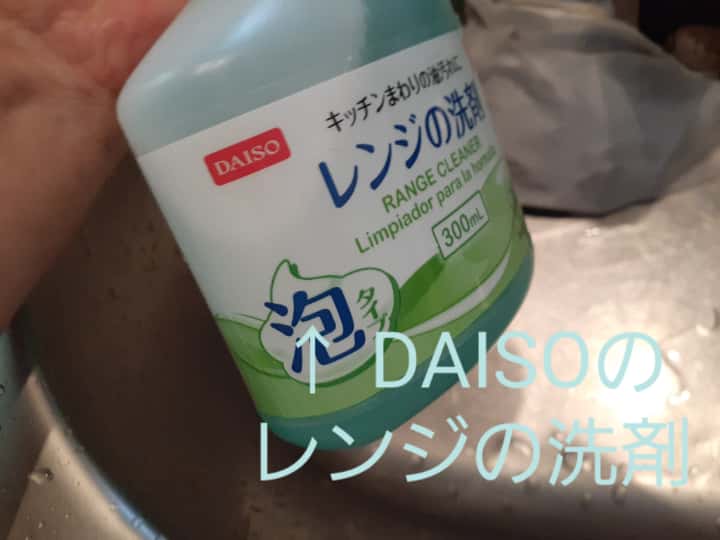 DAISO
キッチンまわりの油汚れに
レンジの洗剤
RANGE CLEANER
Limpiador para la hornalla
300mL
泡タイプ
↑ DAISOの
レンジの洗剤